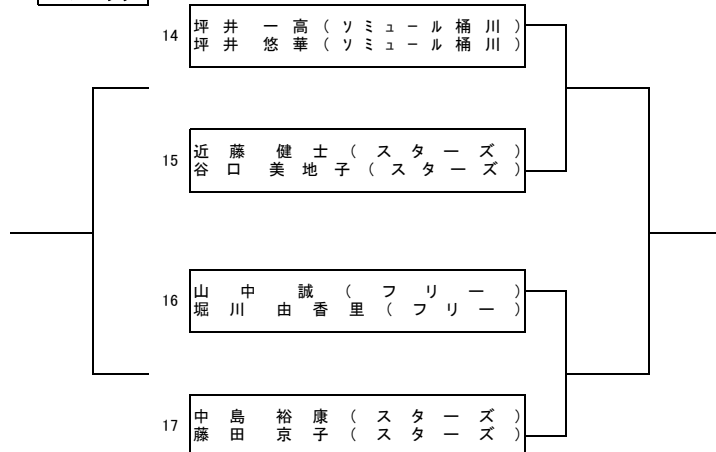 14
坪井 一高(ソミュール桶川)
坪井 悠華(ソミュール桶川)
15
近藤 健士(スターズ)
谷口 美地子(スターズ)
16
山中 誠(フリー)
堀川 由香里(フリー)
17
中島 裕康(スターズ)
藤田 京子(スターズ)